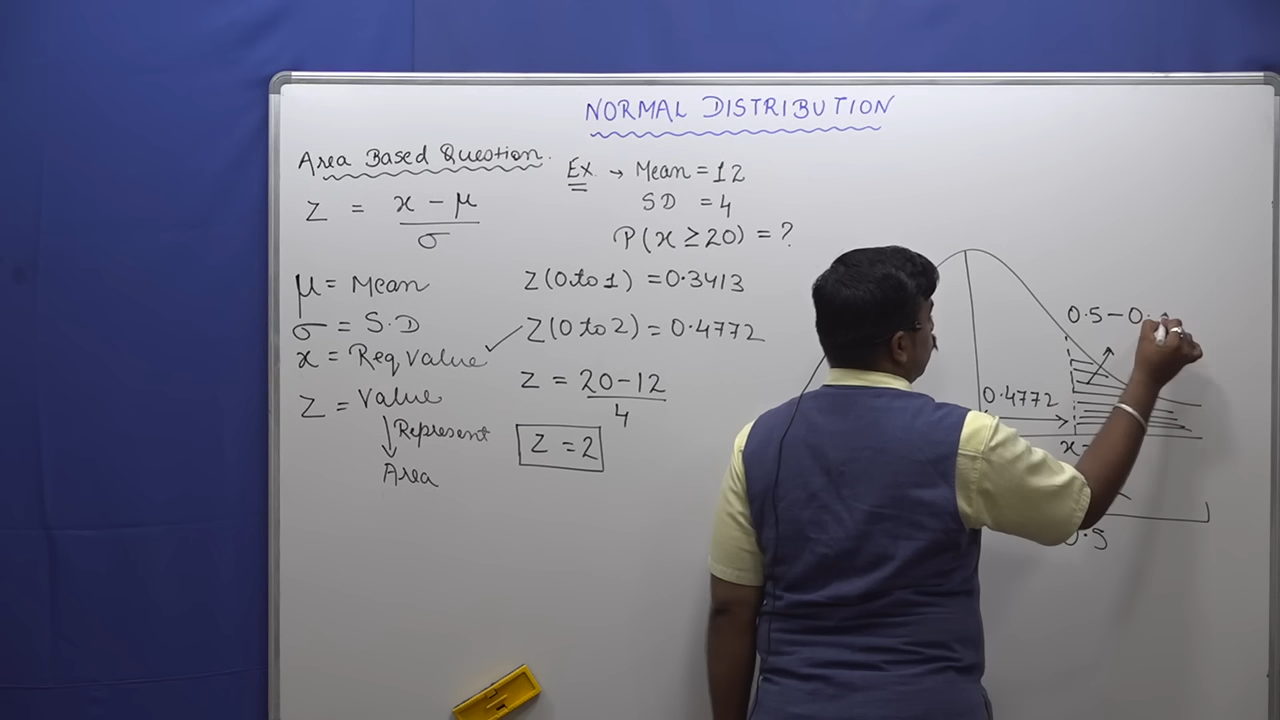 NORMAL DISTRIBUTION
Area Based Question.
Z = x - μ
σ
μ = Mean
σ = S.D
x = Req value
Z = Value
Represent
Area
Ex. → Mean = 12
SD = 4
P(x ≥ 20) = ?
Z(0 to 1) = 0.3413
✓ Z(0 to 2) = 0.4772
Z = 20-12
4
Z = 2
0.5 - 0.
0.4772
x
0.5